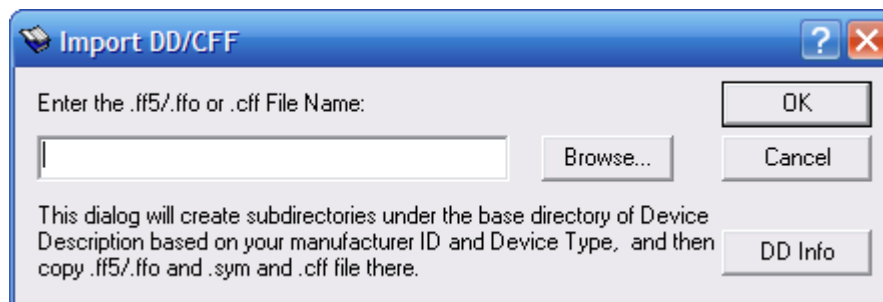 Import DD/CFF
?
Enter the .ff5/.ffo or .cff File Name:
OK
Browse...
Cancel
This dialog will create subdirectories under the base directory of Device
Description based on your manufacturer ID and Device Type,  and then
copy .ff5/.ffo and .sym and .cff file there.
DD Info